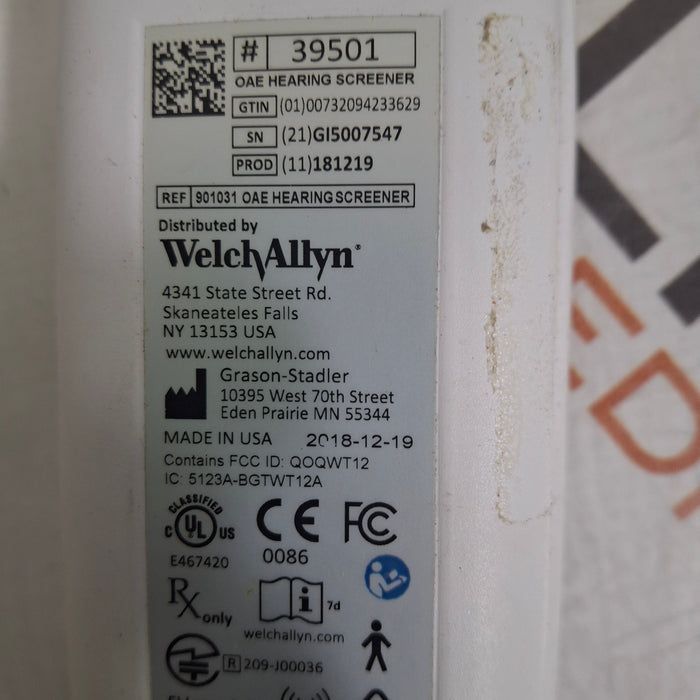 # 39501
OAE HEARING SCREENER
GTIN (01)00732094233629
SN (21)GI5007547
PROD (11)181219
REF 901031 OAE HEARING SCREENER
Distributed by
WelchAllyn®
4341 State Street Rd.
Skaneateles Falls
NY 13153 USA
www.welchallyn.com
Grason-Stadler
10395 West 70th Street
Eden Prairie MN 55344
MADE IN USA 2018-12-19
Contains FCC ID: QOQWT12
IC: 5123A-BGTWT12A
CLASSIFIED
C UL US
E467420
CE
0086
FC
Rx only
i 7d
welchallyn.com
R 209-J00036
ED